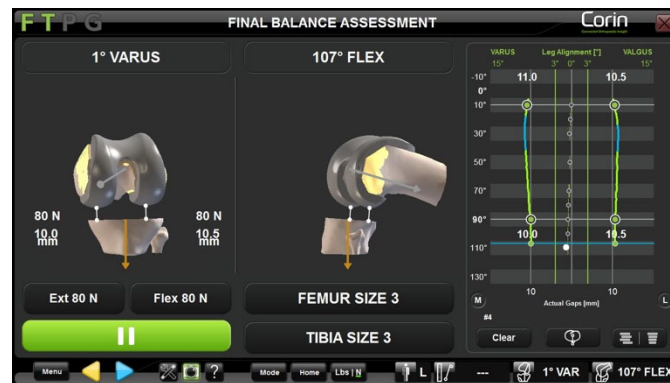 F T P G
FINAL BALANCE ASSESSMENT
Corin
1° VARUS
107° FLEX
80 N
10.0
mm
80 N
10.5
mm
Ext 80 N
Flex 80 N
FEMUR SIZE 3
TIBIA SIZE 3
VARUS
Leg Alignment [°]
VALGUS
15°
3°
0°
3°
15°
-10°
0°
10°
30°
50°
70°
90°
110°
130°
11.0
10.5
10.0
10.5
10
10
M
Actual Gaps [mm]
L
#4
Clear
Menu
?
Mode
Home
Lbs | N
L
---
1° VAR
107° FLEX